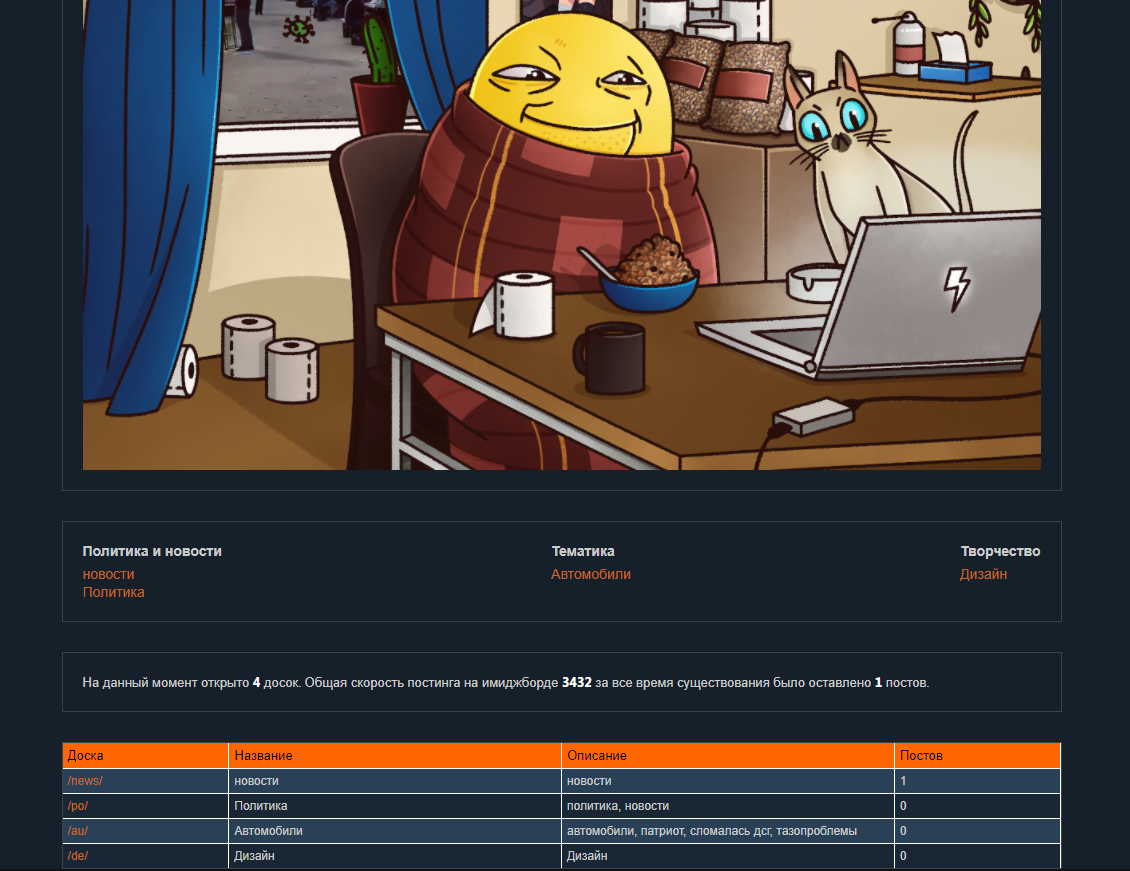 Политика и новости Тематика Творчество
новости Автомобили Дизайн
Политика
На данный момент открыто 4 досок. Общая скорость постинга на имиджборде 3432 за все время существования было оставлено 1 постов.
Доска Название Описание Постов
/news/ новости новости 1
/po/ Политика политика, новости 0
/au/ Автомобили автомобили, патриот, сломалась дсг, тазопроблемы 0
/de/ Дизайн Дизайн 0